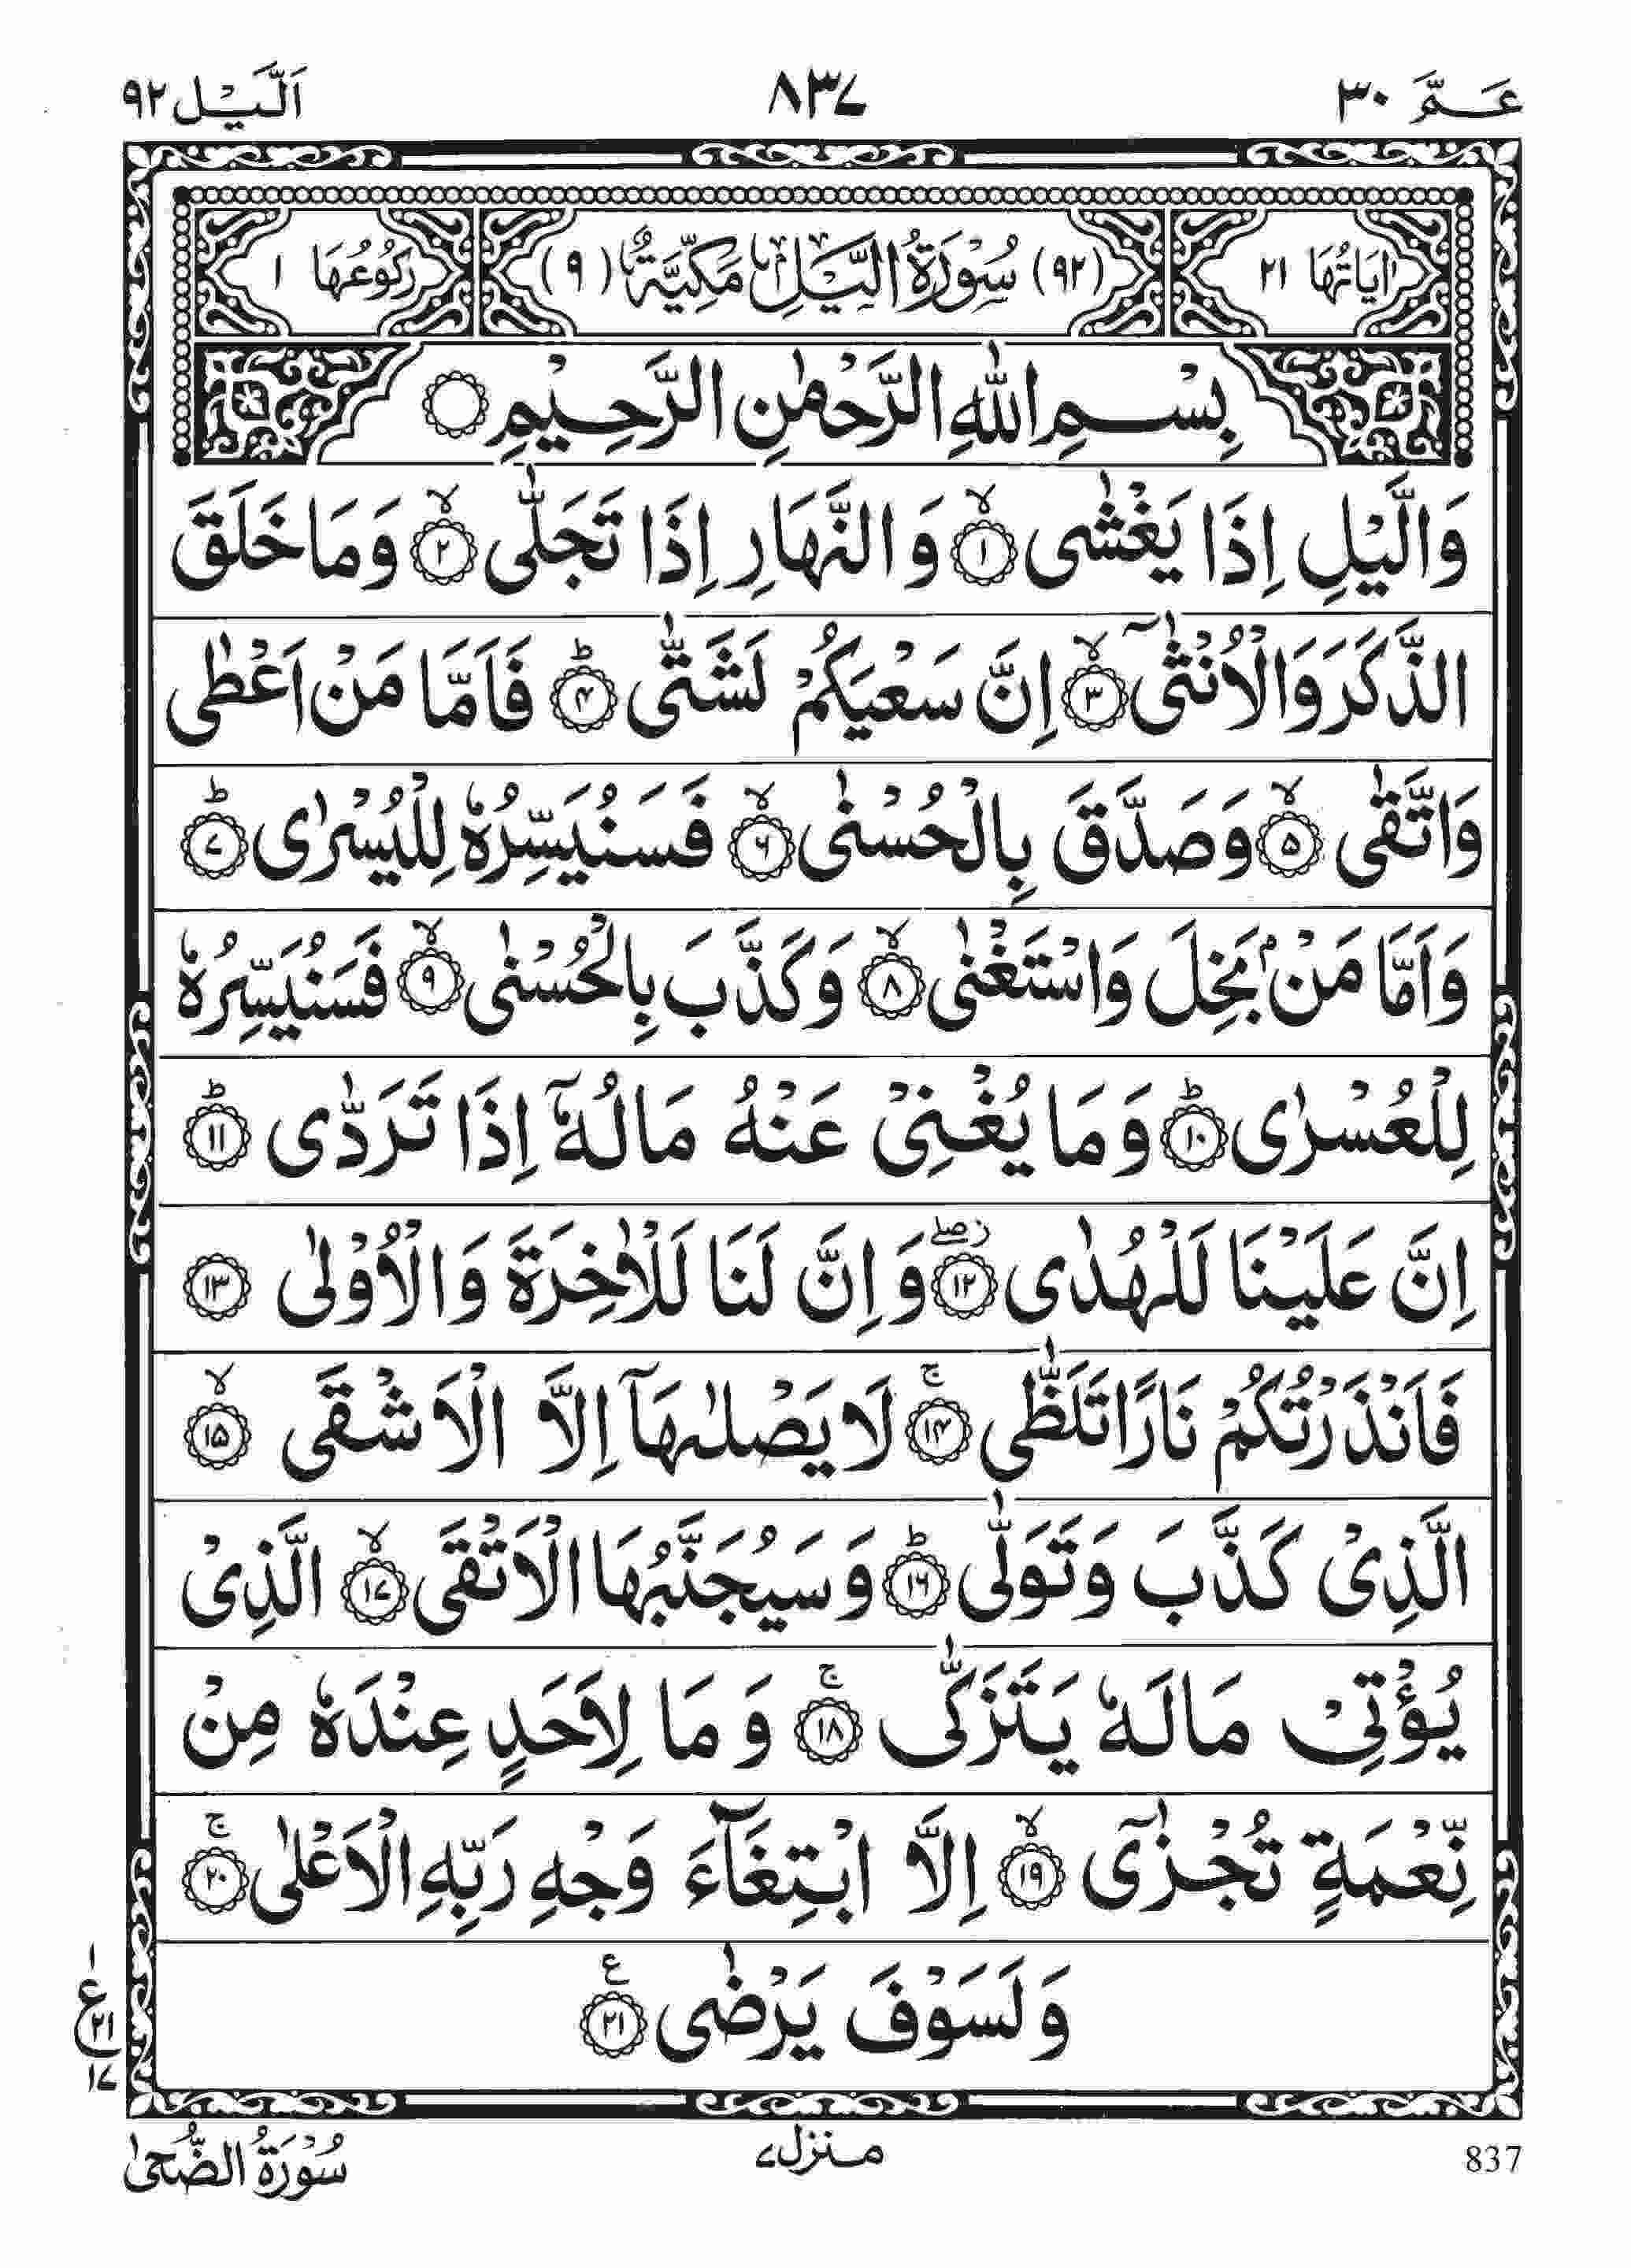 عَـمَّ ٣٠ ٨٣٧ اَلَّيْل ٩٢
اٰيَاتُهَا ٢١ (٩٢) سُوْرَةُ الَّيْلِ مَكِّيَّةٌ (٩) رُكُوْعُهَا ١
بِسْمِ اللّٰهِ الرَّحْمٰنِ الرَّحِيْمِ ۝
وَالَّيْلِ اِذَا يَغْشٰى ۝١ۙ وَالنَّهَارِ اِذَا تَجَلّٰى ۝٢ۙ وَمَا خَلَقَ
الذَّكَرَ وَالْاُنْثٰٓى ۝٣ۙ اِنَّ سَعْيَكُمْ لَشَتّٰى ۝٤ؕ فَاَمَّا مَنْ اَعْطٰى
وَاتَّقٰى ۝٥ۙ وَصَدَّقَ بِالْحُسْنٰى ۝٦ۙ فَسَنُيَسِّرُهٗ لِلْيُسْرٰى ۝٧ؕ
وَاَمَّا مَنْۢ بَخِلَ وَاسْتَغْنٰى ۝٨ۙ وَكَذَّبَ بِالْحُسْنٰى ۝٩ۙ فَسَنُيَسِّرُهٗ
لِلْعُسْرٰى ۝١٠ؕ وَمَا يُغْنِيْ عَنْهُ مَالُهٗٓ اِذَا تَرَدّٰى ۝١١ؕ
اِنَّ عَلَيْنَا لَلْهُدٰى ۝١٢ۖز وَاِنَّ لَنَا لَلْاٰخِرَةَ وَالْاُوْلٰى ۝١٣
فَاَنْذَرْتُكُمْ نَارًا تَلَظّٰى ۝١٤ۚ لَا يَصْلٰىهَآ اِلَّا الْاَشْقَى ۝١٥ۙ
الَّذِيْ كَذَّبَ وَتَوَلّٰى ۝١٦ؕ وَسَيُجَنَّبُهَا الْاَتْقَى ۝١٧ۙ الَّذِيْ
يُؤْتِيْ مَالَهٗ يَتَزَكّٰى ۝١٨ۚ وَمَا لِاَحَدٍ عِنْدَهٗ مِنْ
نِّعْمَةٍ تُجْزٰٓى ۝١٩ۙ اِلَّا ابْتِغَآءَ وَجْهِ رَبِّهِ الْاَعْلٰى ۝٢٠ۚ
وَلَسَوْفَ يَرْضٰى ۝٢١ع
١ ع ٢١ ١٧
837 مـنزل ٧ سُوْرَةُ الضُّحٰى